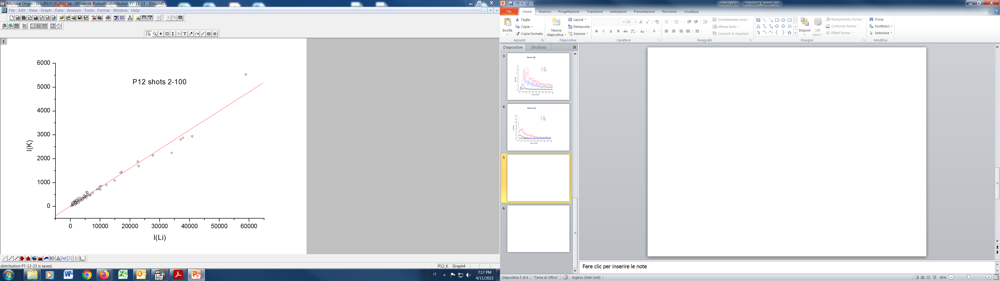 Microcal Origin - D:\LIBS\FUS\2022 lab LIBS\aprile 8\results\distribution P7-12-23 - [Graph4]
File Edit View Graph Data Analysis Tools Format Window Help
1
P12 shots 2-100
6000
5000
4000
3000
2000
1000
0
I(K)
0 10000 20000 30000 40000 50000 60000
I(Li)
distribution P7-12-23 is saved.
P12_K Graph4
IT
7:17 PM
4/11/2022
results.pptx - Microsoft PowerPoint
File Home Inserisci Progettazione Transizioni Animazioni Presentazione Revisione Visualizza
Incolla
Taglia
Copia
Copia formato
Appunti
Nuova diapositiva
Layout
Reimposta
Sezione
Diapositive
24
G C S S abc AV Aa A
Carattere
Orientamento testo
Allinea testo
Converti in SmartArt
Paragrafo
Disponi
Stili veloci
Riempimento forma
Contorno forma
Effetti forma
Disegno
Trova
Sostituisci
Seleziona
Modifica
Diapositive Struttura
3
Boron (B)
Pulse number
4
Litium (Li)
Pulse number
5
6
Fare clic per inserire le note
Diapositiva 5 di 6 "Tema di Office" Inglese (Stati Uniti) 89%